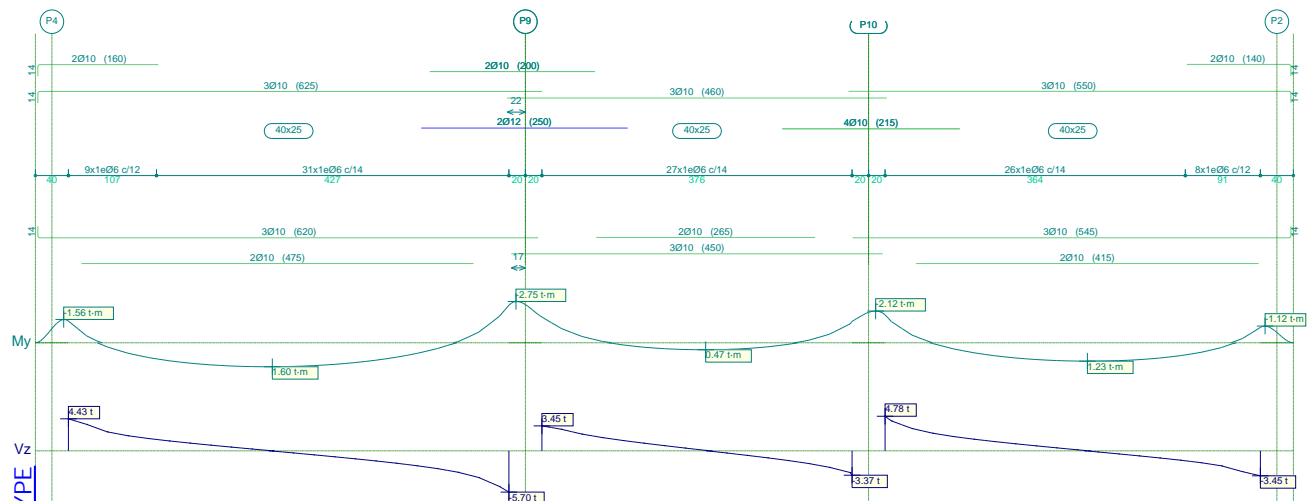 P4 P9 P10 P2
2Ø10 (160) 2Ø10 (200) 2Ø10 (140)
14 14
3Ø10 (625) 3Ø10 (460) 3Ø10 (550)
14 14
22
2Ø12 (250) 4Ø10 (215)
40x25 40x25 40x25
9x1eØ6 c/12 31x1eØ6 c/14 27x1eØ6 c/14 26x1eØ6 c/14 8x1eØ6 c/12
40 107 427 20 20 376 20 20 364 91 40
14 3Ø10 (620) 2Ø10 (265) 3Ø10 (545) 14
3Ø10 (450)
17
2Ø10 (475) 2Ø10 (415)
-1.56 t·m -2.75 t·m -2.12 t·m -1.12 t·m
My
1.60 t·m 0.47 t·m 1.23 t·m
4.43 t 3.45 t 4.78 t
Vz
-5.70 t -3.37 t -3.45 t
YPE